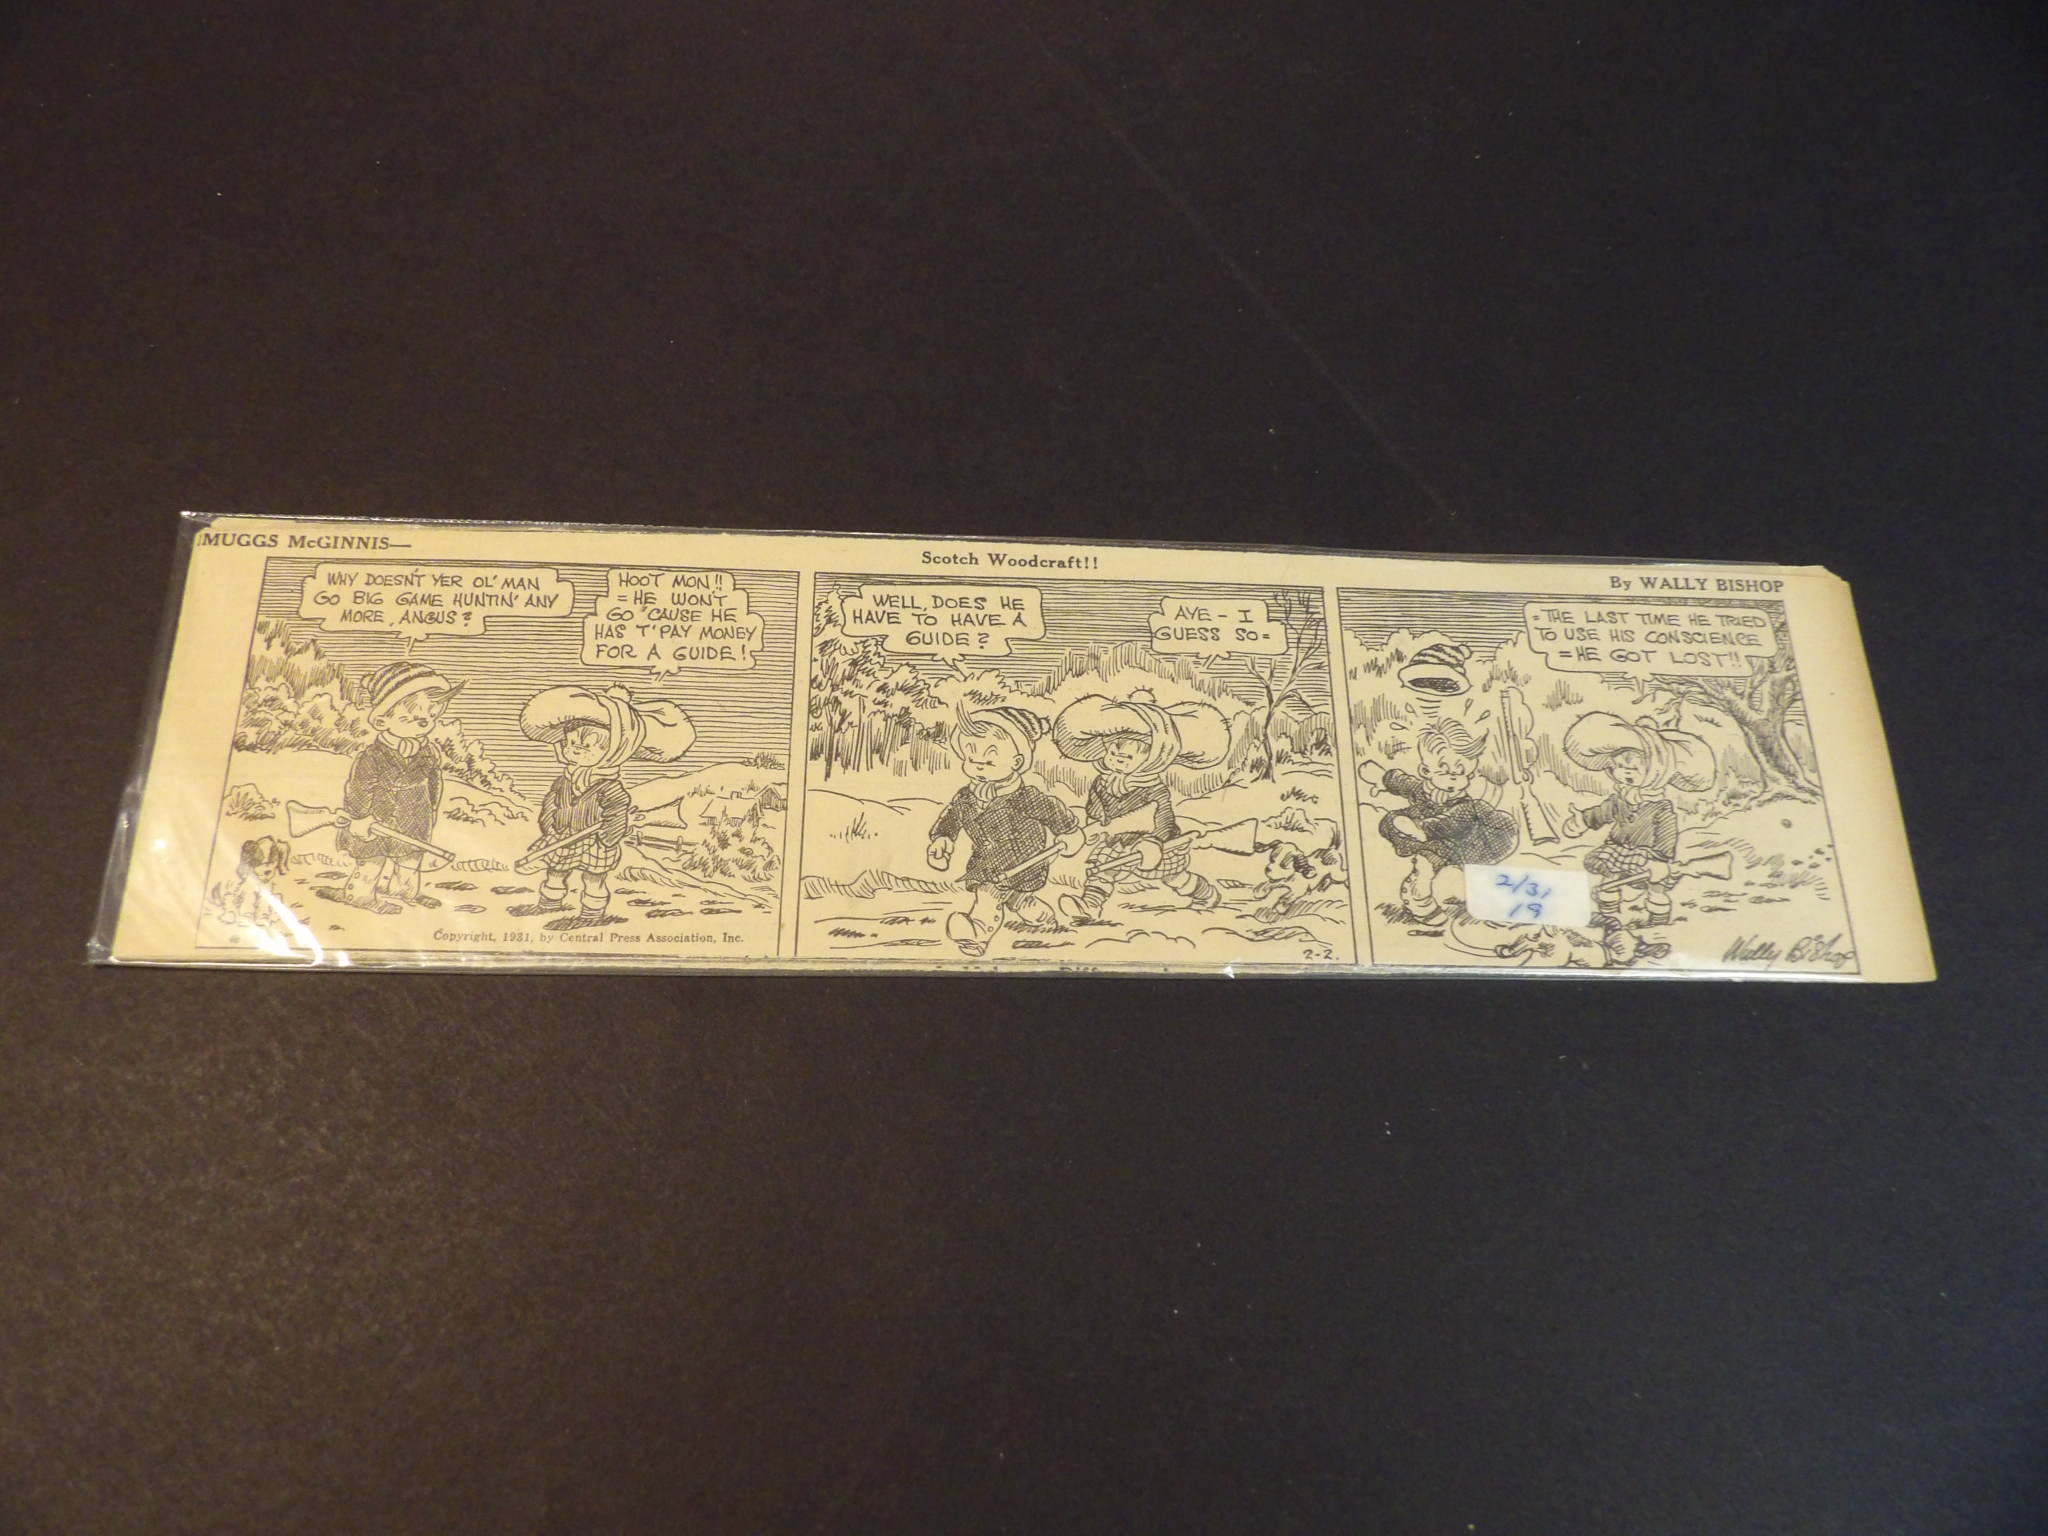 MUGGS McGINNIS—
Scotch Woodcraft!!
By WALLY BISHOP
WHY DOESN'T YER OL' MAN
GO BIG GAME HUNTIN' ANY
MORE, ANGUS?
HOOT MON!!
= HE WON'T
GO 'CAUSE HE
HAS T' PAY MONEY
FOR A GUIDE!
Copyright, 1931, by Central Press Association, Inc.
WELL, DOES HE
HAVE TO HAVE A
GUIDE?
AYE - I
GUESS SO =
2-2.
= THE LAST TIME HE TRIED
TO USE HIS CONSCIENCE
= HE GOT LOST!!
2/31
19
Wally Bishop